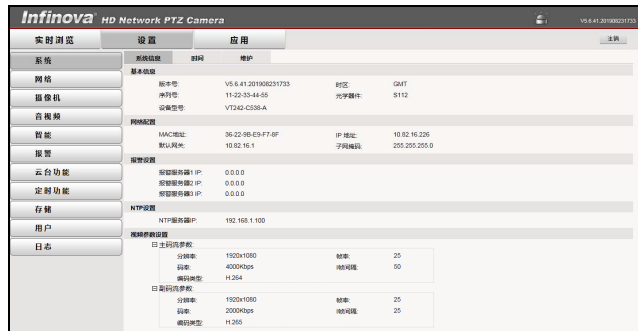 Infinova HD Network PTZ Camera
V5.6.41.201908231733
实时浏览 设置 应用 主码
系统 系统信息 时间 维护
网络
摄像机
音视频
智能
报警
云台功能
定时功能
存储
用户
日志
基本信息
版本号: V5.6.41.201908231733 时区: GMT
序列号: 11-22-33-44-55 光学器件: S112
设备型号: VT242-C538-A
网络配置
MAC地址: 36-22-9B-E9-F7-8F IP 地址: 10.82.16.226
默认网关: 10.82.16.1 子网掩码: 255.255.255.0
报警设置
报警服务器1 IP: 0.0.0.0
报警服务器2 IP: 0.0.0.0
报警服务器3 IP: 0.0.0.0
NTP设置
NTP服务器IP: 192.168.1.100
视频参数设置
日 主码流参数:
分辨率: 1920x1080 帧率: 25
码率: 4000Kbps I帧间隔: 50
编码类型: H.264
日 副码流参数:
分辨率: 1920x1080 帧率: 25
码率: 2000Kbps I帧间隔: 25
编码类型: H.265